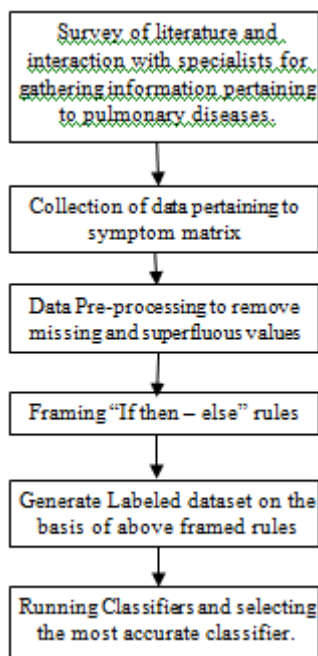 Survey of literature and
interaction with specialists for
gathering information pertaining
to pulmonary diseases.
Collection of data pertaining to
symptom matrix
Data Pre-processing to remove
missing and superfluous values
Framing “If then – else” rules
Generate Labeled dataset on the
basis of above framed rules
Running Classifiers and selecting
the most accurate classifier.